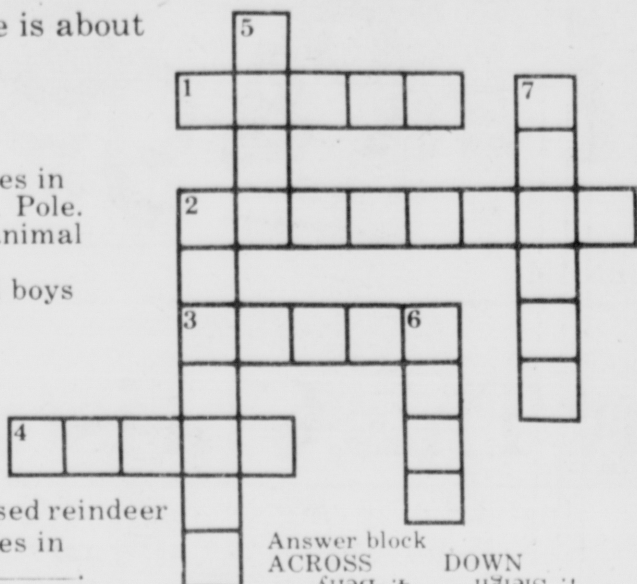 e is about
5
1
7
es in
Pole.
2
nimal
boys
3
6
4
sed reindeer
es in
Answer block
ACROSS DOWN